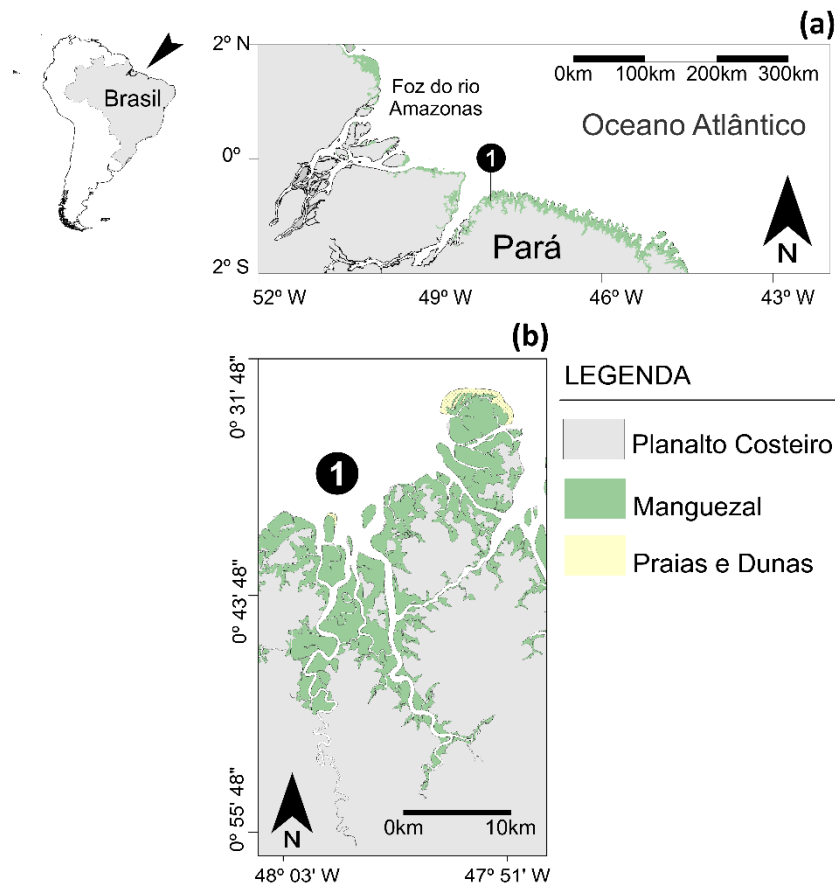 (a)
Brasil
2º N
0º
2º S
Foz do rio
Amazonas
0km 100km 200km 300km
Oceano Atlântico
1
Pará
N
52º W 49º W 46º W 43º W
(b)
0º 31' 48"
0º 43' 48"
0º 55' 48"
1
N
0km 10km
48º 03' W 47º 51' W
LEGENDA
Planalto Costeiro
Manguezal
Praias e Dunas